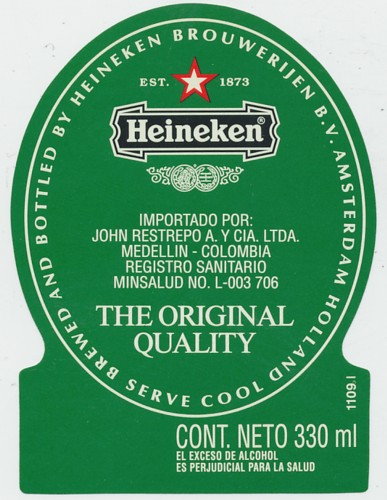 BREWED AND BOTTLED BY HEINEKEN BROUWERIJEN B.V. AMSTERDAM HOLLAND
EST. 1873
Heineken®
IMPORTADO POR:
JOHN RESTREPO A. Y CIA. LTDA.
MEDELLIN - COLOMBIA
REGISTRO SANITARIO
MINSALUD NO. L-003 706
THE ORIGINAL
QUALITY
SERVE COOL
1109.I
CONT. NETO 330 ml
EL EXCESO DE ALCOHOL
ES PERJUDICIAL PARA LA SALUD